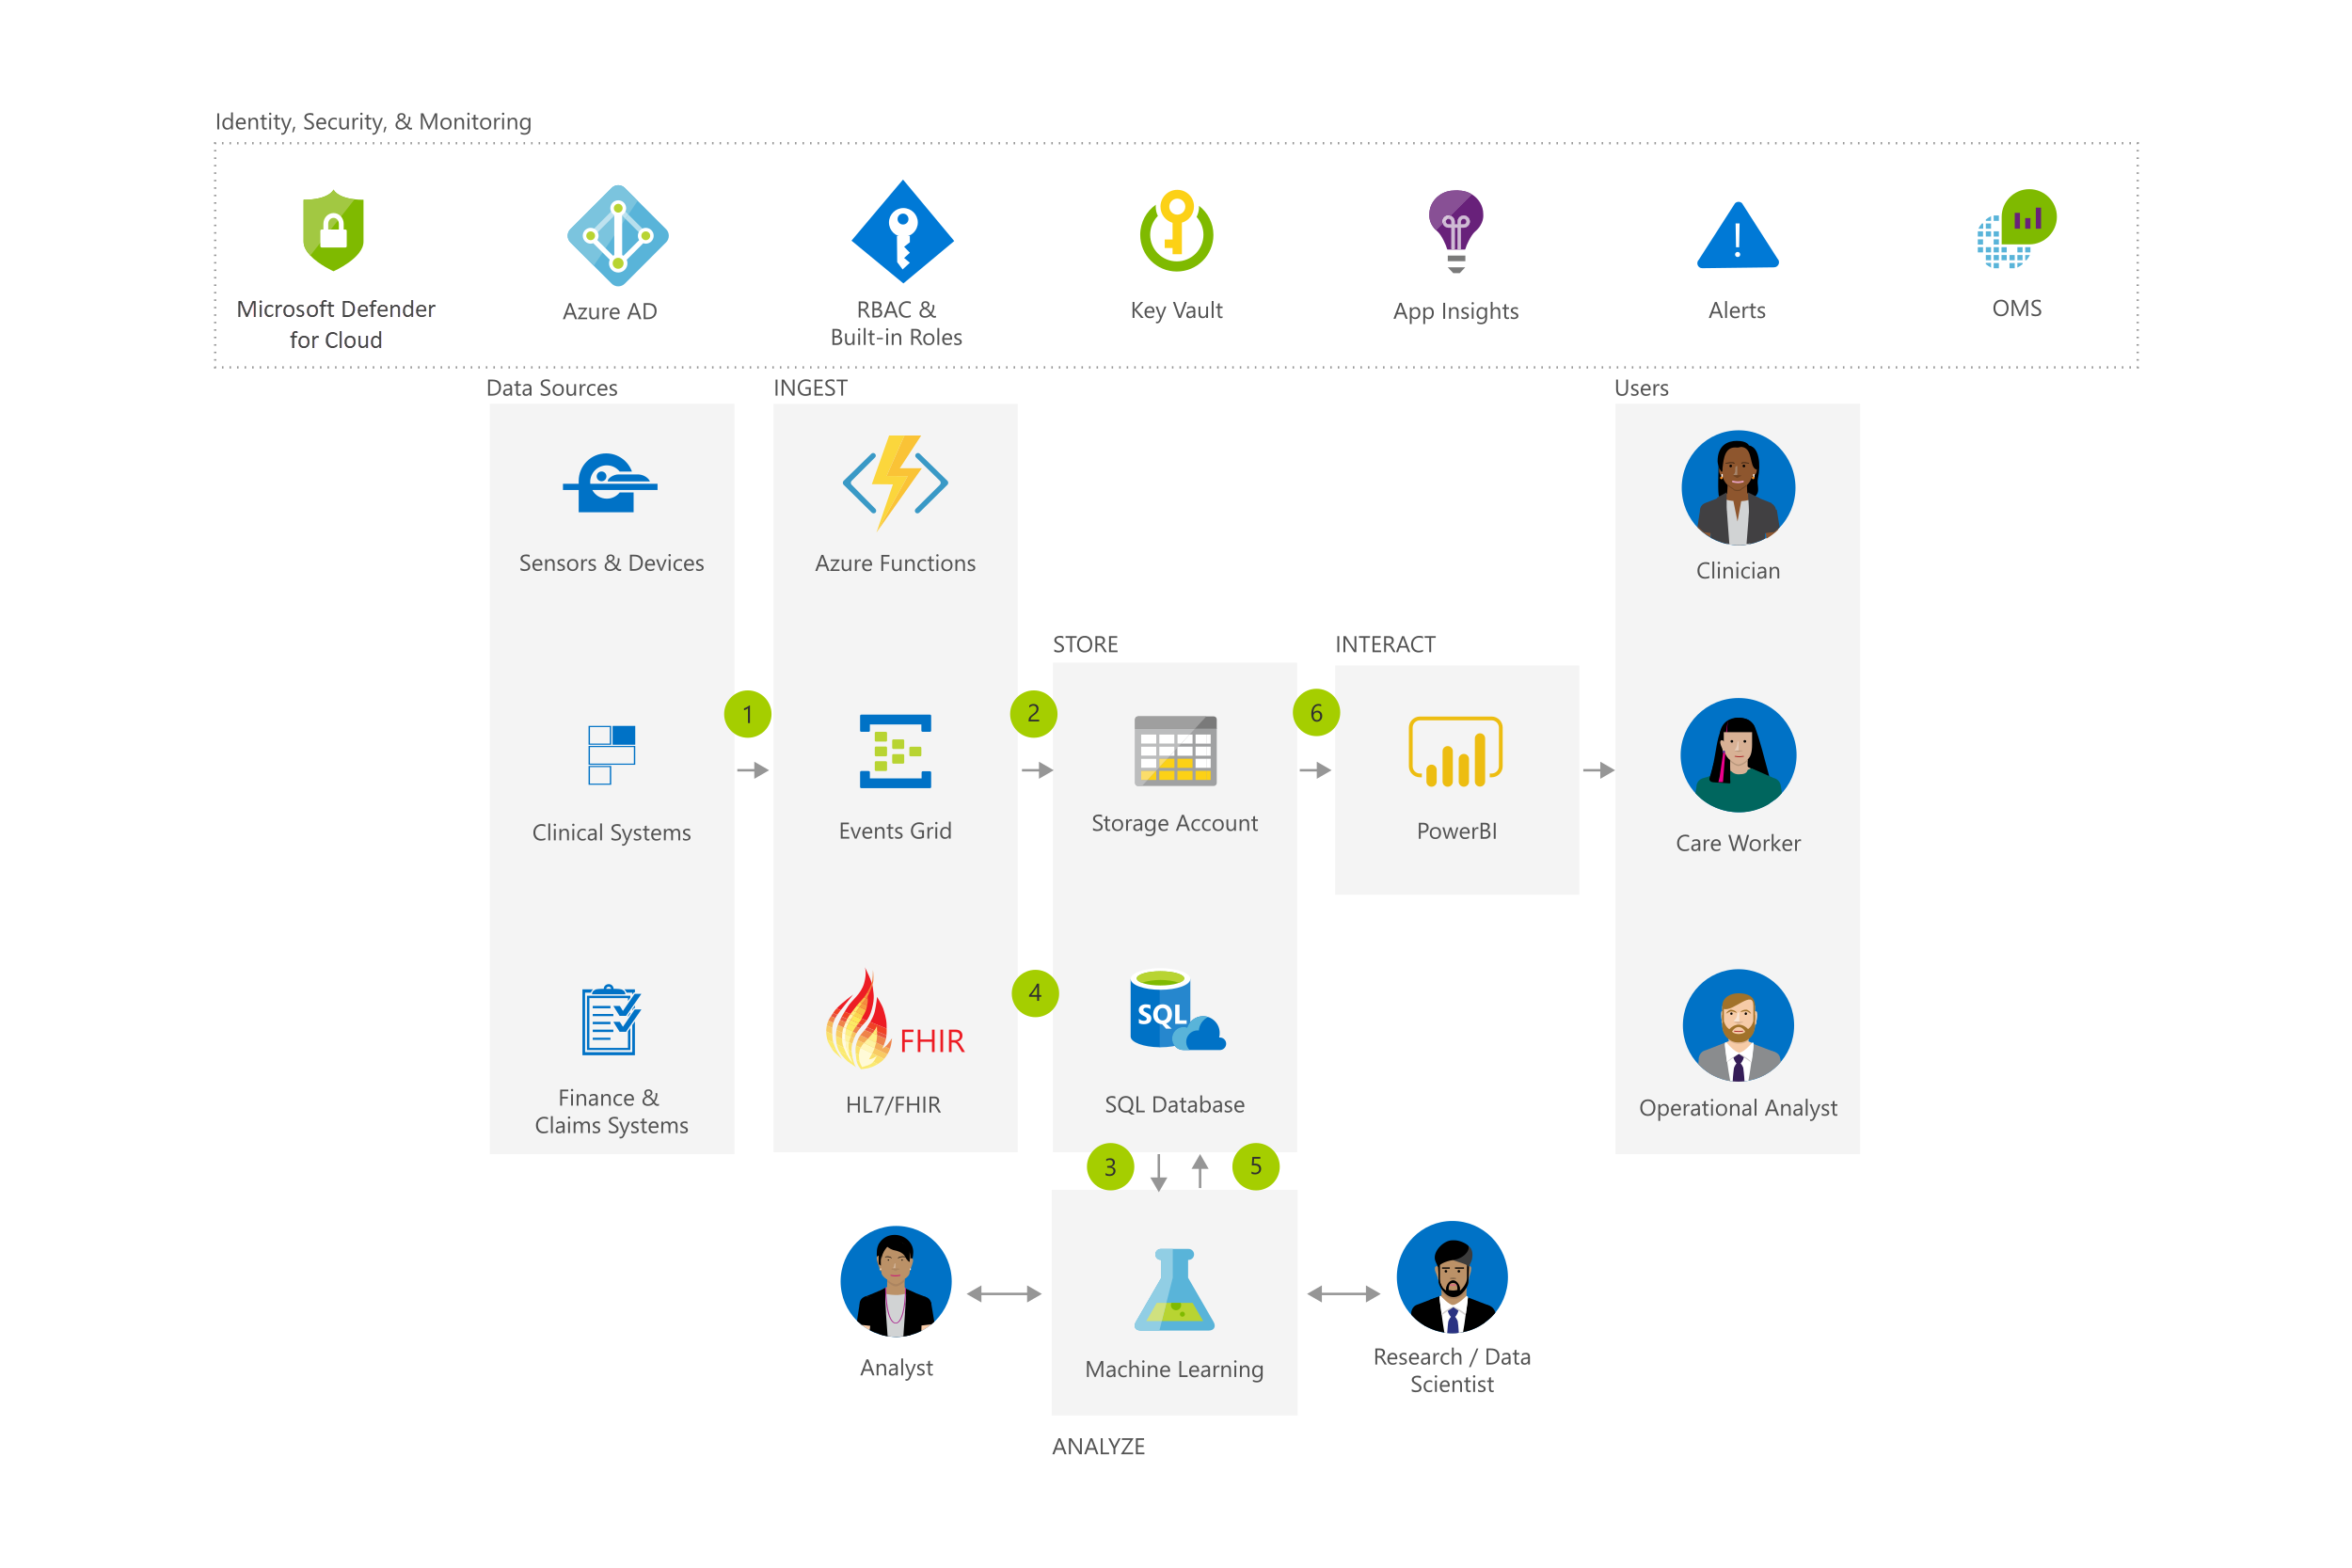 Identity, Security, & Monitoring
Microsoft Defender
for Cloud
Azure AD
RBAC &
Built-in Roles
Key Vault
App Insights
Alerts
OMS
Data Sources
Sensors & Devices
Clinical Systems
Finance &
Claims Systems
1
INGEST
Azure Functions
Events Grid
FHIR
HL7/FHIR
2
4
STORE
Storage Account
SQL
SQL Database
6
INTERACT
PowerBI
Users
Clinician
Care Worker
Operational Analyst
3
5
Analyst
Machine Learning
Research / Data
Scientist
ANALYZE